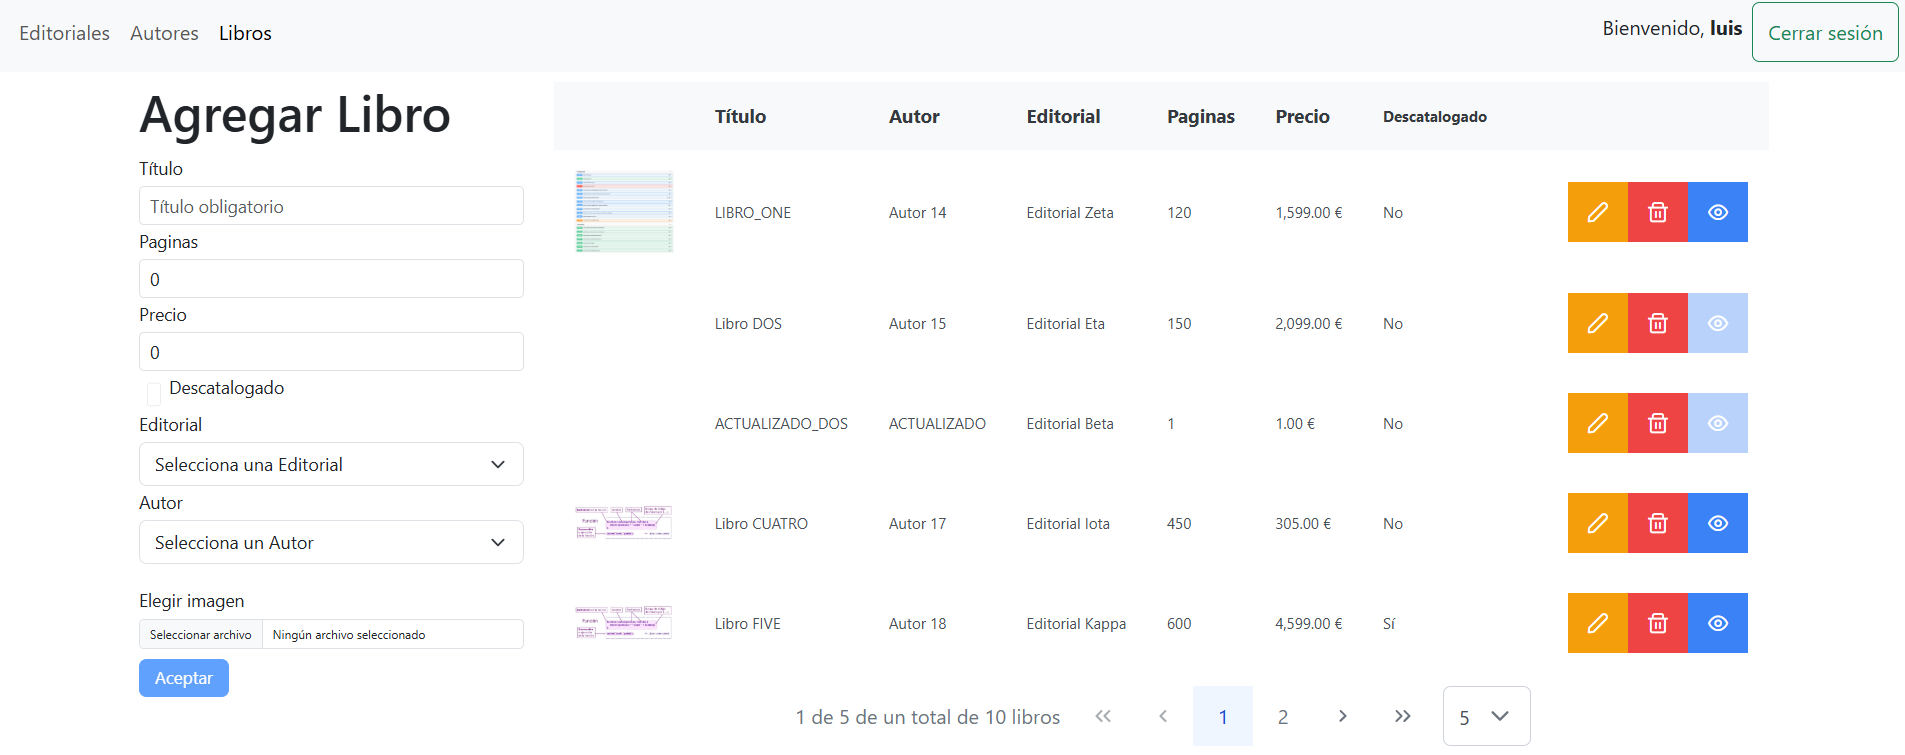 Editoriales Autores Libros Bienvenido, luis Cerrar sesión
Agregar Libro
Título
Título obligatorio
Paginas
0
Precio
0
Descatalogado
Editorial
Selecciona una Editorial
Autor
Selecciona un Autor
Elegir imagen
Seleccionar archivo Ningún archivo seleccionado
Aceptar
Título Autor Editorial Paginas Precio Descatalogado
LIBRO_ONE Autor 14 Editorial Zeta 120 1,599.00 € No
Libro DOS Autor 15 Editorial Eta 150 2,099.00 € No
ACTUALIZADO_DOS ACTUALIZADO Editorial Beta 1 1.00 € No
Función
Libro CUATRO Autor 17 Editorial Iota 450 305.00 € No
Función
Libro FIVE Autor 18 Editorial Kappa 600 4,599.00 € Sí
1 de 5 de un total de 10 libros 1 2 5